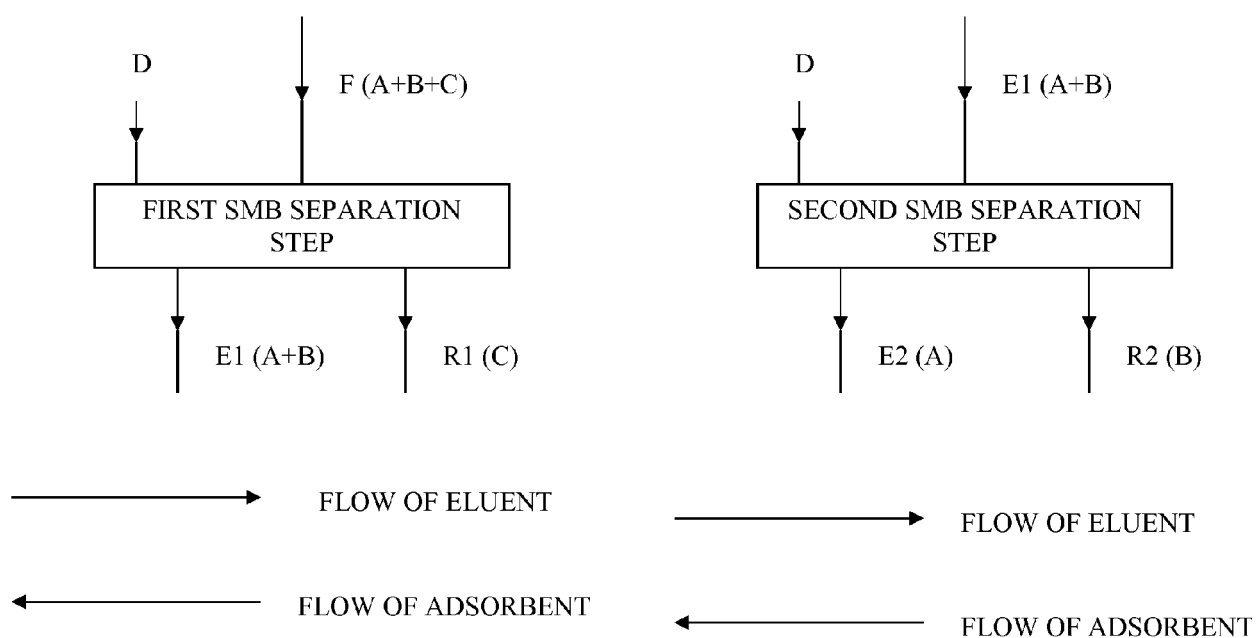 D
F (A+B+C)
FIRST SMB SEPARATION
STEP
E1 (A+B)
R1 (C)
FLOW OF ELUENT
FLOW OF ADSORBENT
D
E1 (A+B)
SECOND SMB SEPARATION
STEP
E2 (A)
R2 (B)
FLOW OF ELUENT
FLOW OF ADSORBENT